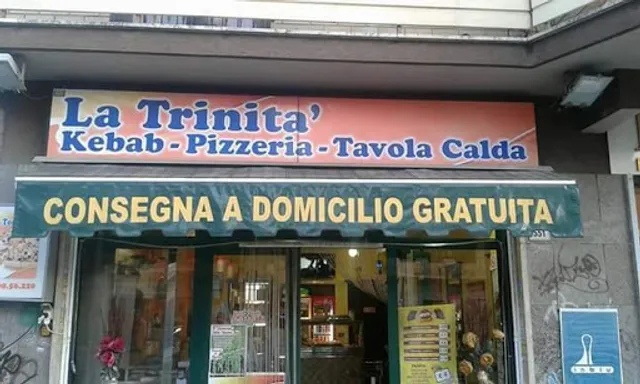 La Trinita'
Kebab - Pizzeria - Tavola Calda
CONSEGNA A DOMICILIO GRATUITA